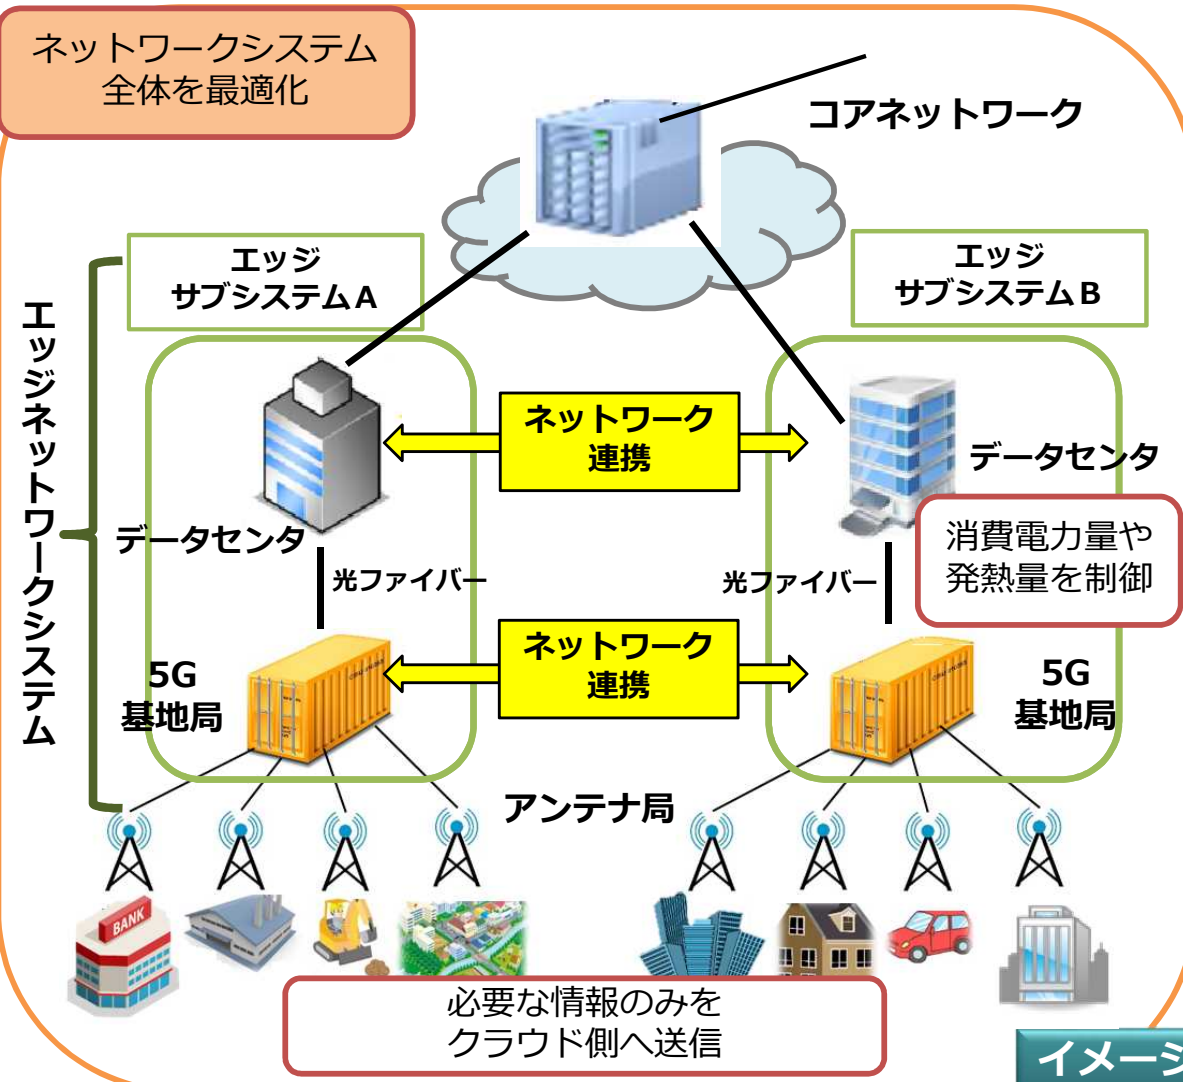 ネットワークシステム
全体を最適化
コアネットワーク
エッジ
サブシステムA
エッジ
サブシステムB
エッジネットワークシステム
ネットワーク
連携
データセンタ
データセンタ
消費電力量や
発熱量を制御
光ファイバー
光ファイバー
ネットワーク
連携
5G
基地局
5G
基地局
アンテナ局
BANK
必要な情報のみを
クラウド側へ送信
イメージ